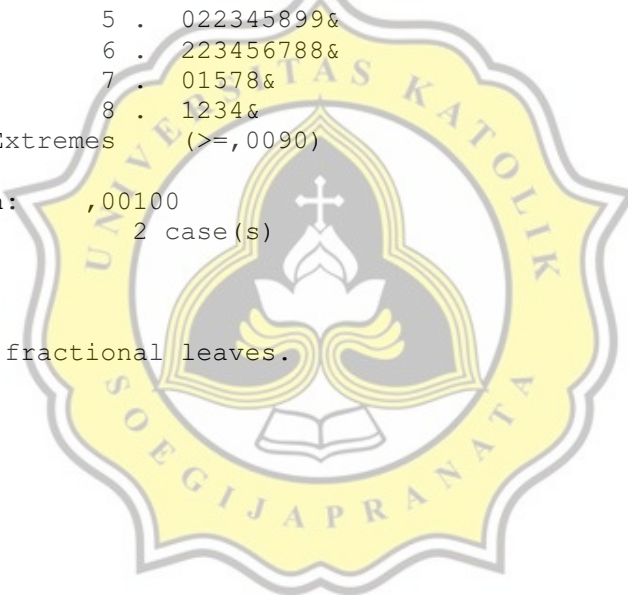 5 . 022345899&
6 . 223456788&
7 . 01578&
8 . 1234&
Extremes (>=,0090)
: ,00100
2 case(s)
fractional leaves.
UNIVERSITAS KATOLIK
SOEGIJAPRANATA